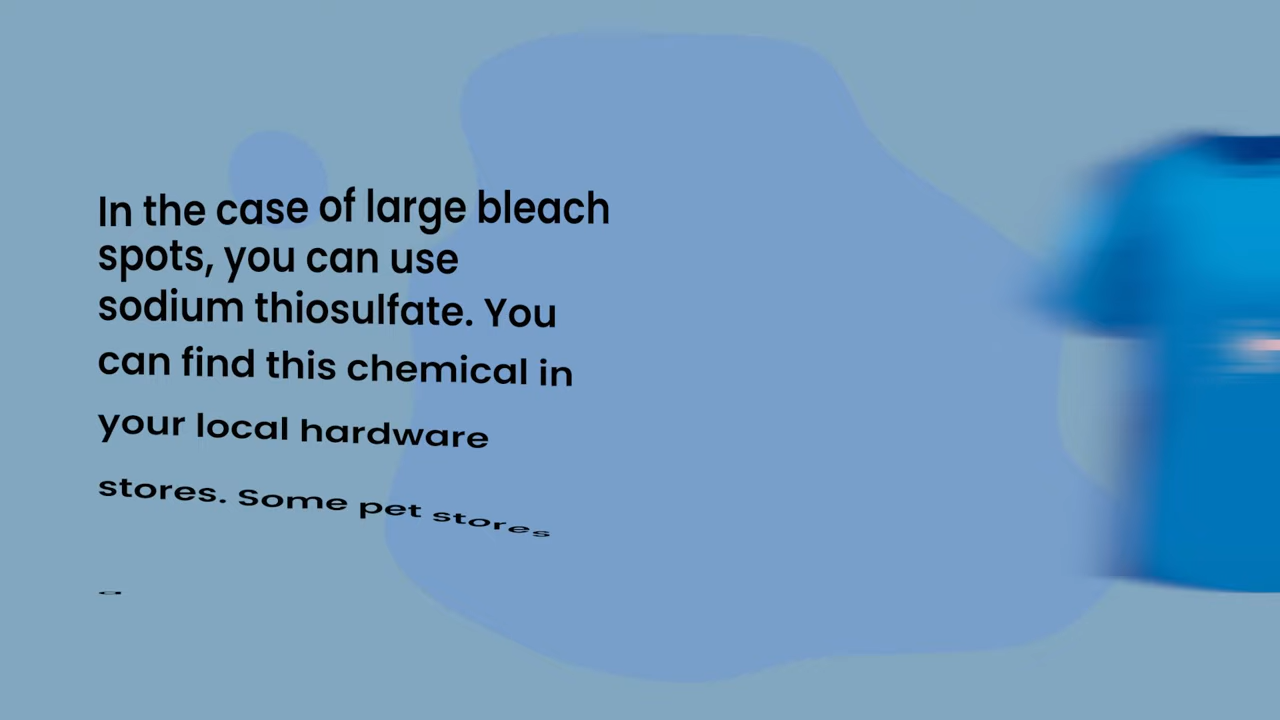 In the case of large bleach
spots, you can use
sodium thiosulfate. You
can find this chemical in
your local hardware
stores. Some pet stores